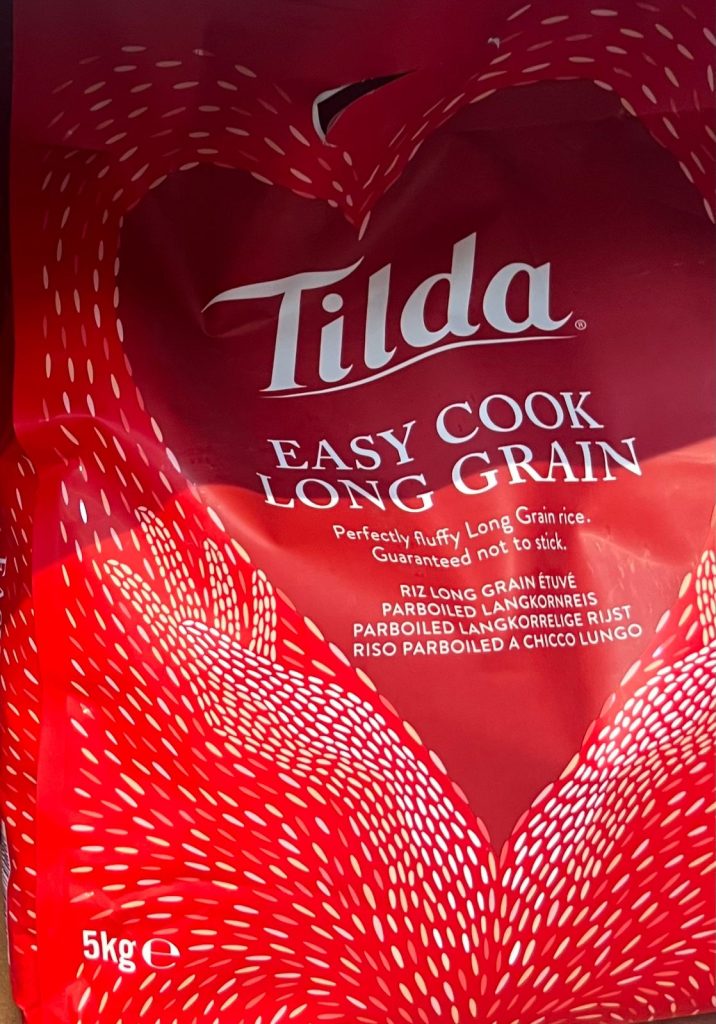 Tilda®
EASY COOK
LONG GRAIN
Perfectly fluffy Long Grain rice.
Guaranteed not to stick.
RIZ LONG GRAIN ÉTUVÉ
PARBOILED LANGKORNREIS
PARBOILED LANGKORRELIGE RIJST
RISO PARBOILED A CHICCO LUNGO
5kg ℮